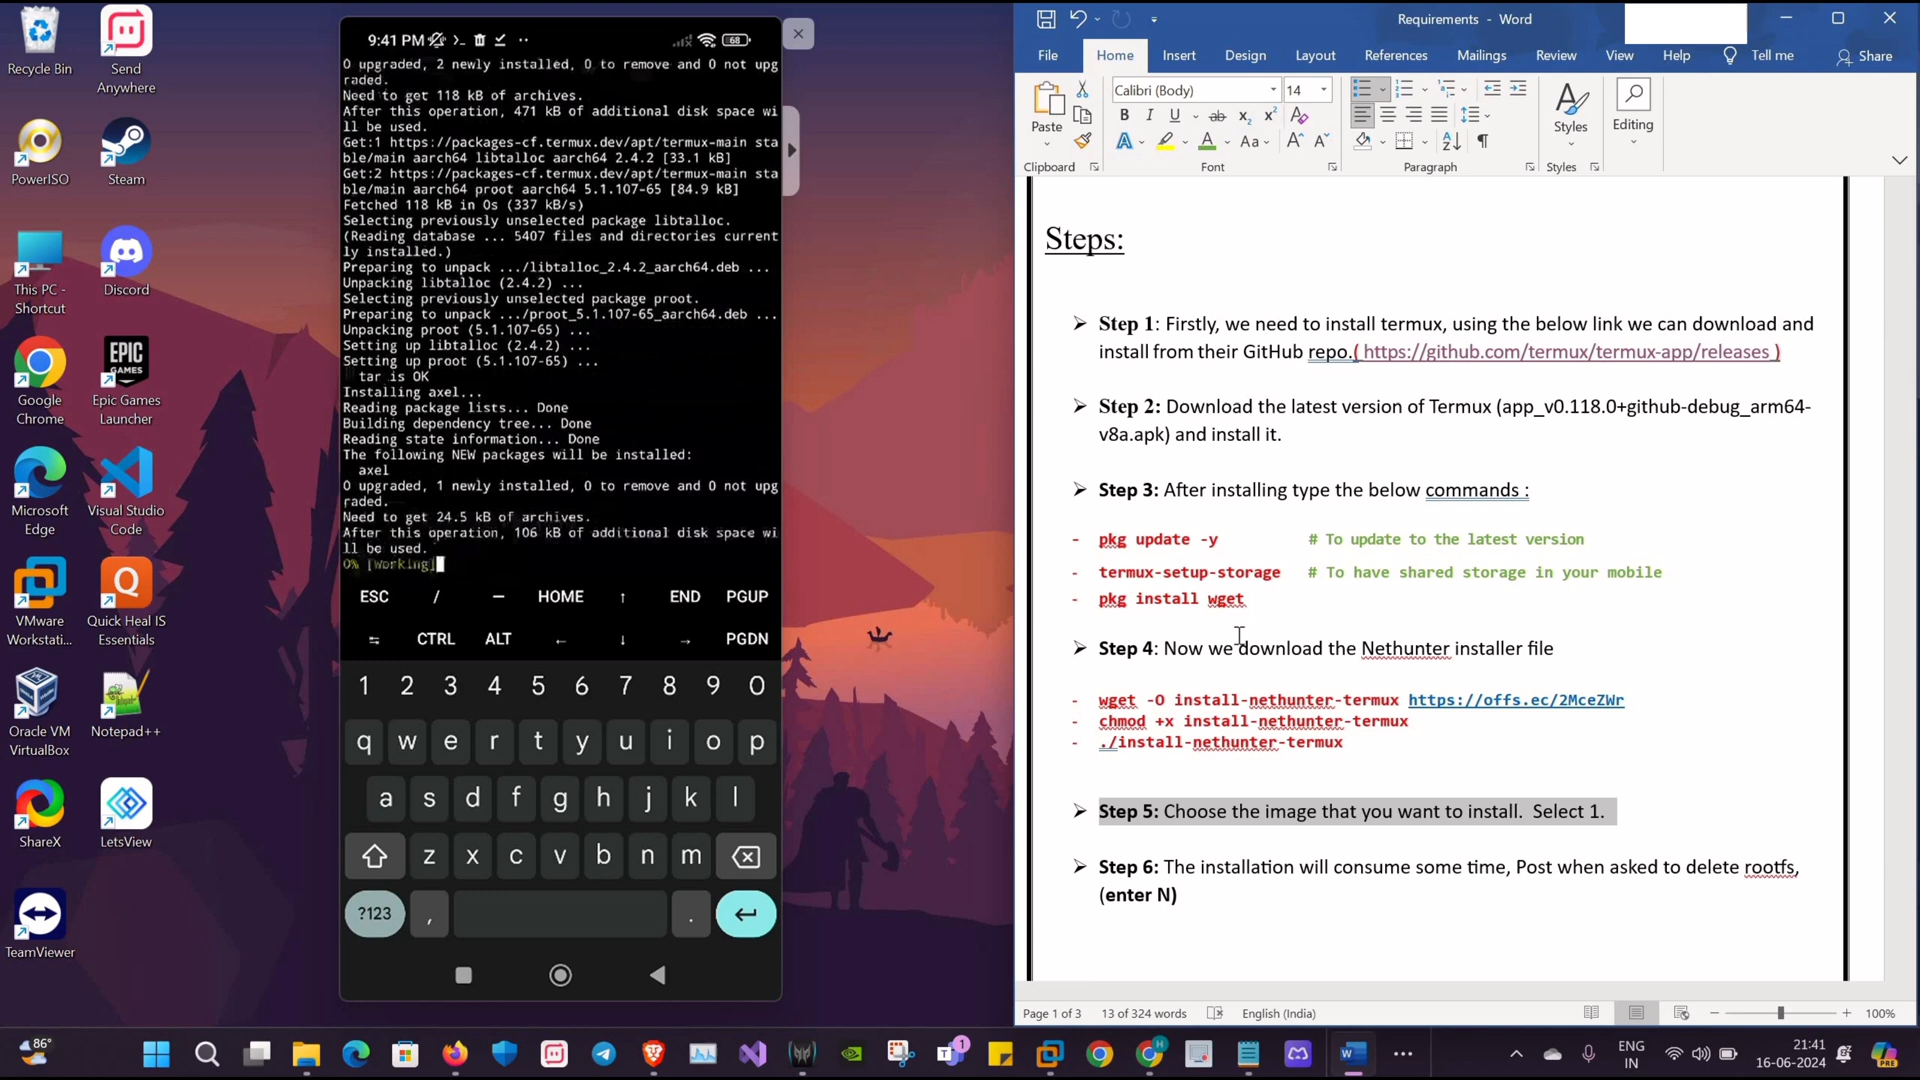 Recycle Bin
Send
Anywhere
PowerISO
Steam
This PC -
Shortcut
Discord
EPIC
GAMES
Google
Chrome
Epic Games
Launcher
Microsoft
Edge
Visual Studio
Code
VMware
Workstati...
Quick Heal IS
Essentials
Oracle VM
VirtualBox
Notepad++
ShareX
LetsView
TeamViewer
9:41 PM
68
0 upgraded, 2 newly installed, 0 to remove and 0 not upg
raded.
Need to get 118 kB of archives.
After this operation, 471 kB of additional disk space wi
ll be used.
Get:1 https://packages-cf.termux.dev/apt/termux-main sta
ble/main aarch64 libtalloc aarch64 2.4.2 [33.1 kB]
Get:2 https://packages-cf.termux.dev/apt/termux-main sta
ble/main aarch64 proot aarch64 5.1.107-65 [84.9 kB]
Fetched 118 kB in 0s (337 kB/s)
Selecting previously unselected package libtalloc.
(Reading database ... 5407 files and directories current
ly installed.)
Preparing to unpack .../libtalloc_2.4.2_aarch64.deb ...
Unpacking libtalloc (2.4.2) ...
Selecting previously unselected package proot.
Preparing to unpack .../proot_5.1.107-65_aarch64.deb ...
Unpacking proot (5.1.107-65) ...
Setting up libtalloc (2.4.2) ...
Setting up proot (5.1.107-65) ...
tar is OK
Installing axel...
Reading package lists... Done
Building dependency tree... Done
Reading state information... Done
The following NEW packages will be installed:
axel
0 upgraded, 1 newly installed, 0 to remove and 0 not upg
raded.
Need to get 24.5 kB of archives.
After this operation, 106 kB of additional disk space wi
ll be used.
0% [Working]
ESC / — HOME ↑ END PGUP
CTRL ALT ← ↓ → PGDN
1 2 3 4 5 6 7 8 9 0
q w e r t y u i o p
a s d f g h j k l
z x c v b n m
?123 , .
Requirements - Word
File Home Insert Design Layout References Mailings Review View Help Tell me Share
Paste
Calibri (Body) 14
B I U ab x₂ x²
A A Aa A A
Styles
Editing
Clipboard Font Paragraph Styles
Steps:
Step 1: Firstly, we need to install termux, using the below link we can download and
install from their GitHub repo.( https://github.com/termux/termux-app/releases )
Step 2: Download the latest version of Termux (app_v0.118.0+github-debug_arm64-
v8a.apk) and install it.
Step 3: After installing type the below commands :
- pkg update -y # To update to the latest version
- termux-setup-storage # To have shared storage in your mobile
- pkg install wget
Step 4: Now we download the Nethunter installer file
- wget -O install-nethunter-termux https://offs.ec/2MceZWr
- chmod +x install-nethunter-termux
- ./install-nethunter-termux
Step 5: Choose the image that you want to install. Select 1.
Step 6: The installation will consume some time, Post when asked to delete rootfs,
(enter N)
Page 1 of 3 13 of 324 words English (India) 100%
86°
1
ENG
IN
21:41
16-06-2024
PRE